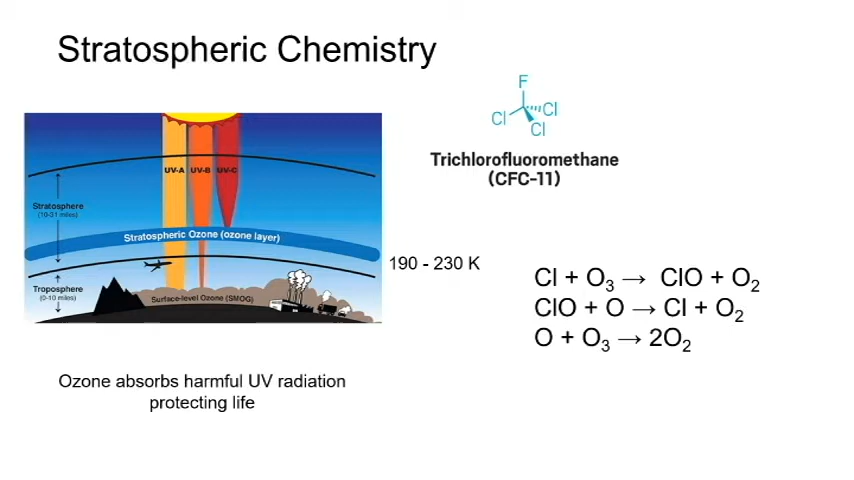 Stratospheric Chemistry
F
Cl
Cl
Cl
Trichlorofluoromethane
(CFC-11)
UV-A UV-B UV-C
Stratosphere
(10-31 miles)
Stratospheric Ozone (ozone layer)
190 - 230 K
Troposphere
(0-10 miles)
Surface-level Ozone (SMOG)
Cl + O₃ → ClO + O₂
ClO + O → Cl + O₂
O + O₃ → 2O₂
Ozone absorbs harmful UV radiation
protecting life